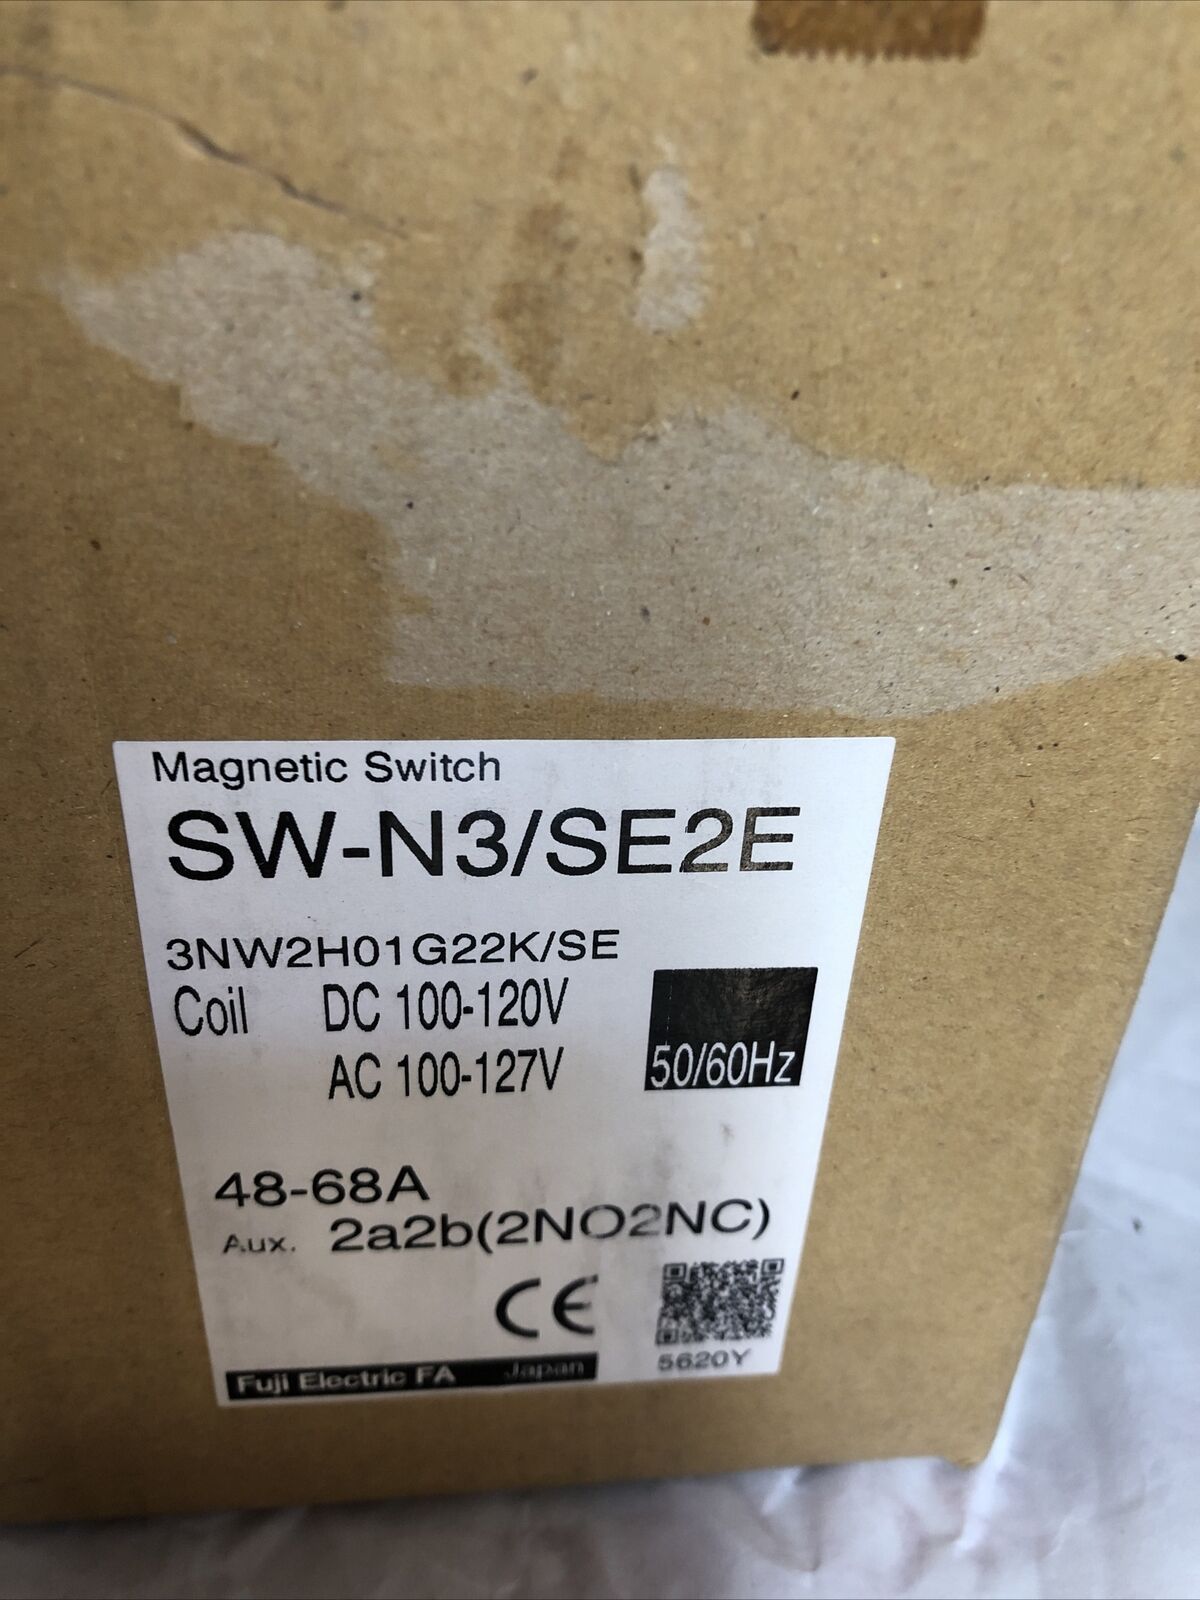 Magnetic Switch
SW-N3/SE2E
3NW2H01G22K/SE
Coil DC 100-120V
AC 100-127V 50/60Hz
48-68A
Aux. 2a2b(2NO2NC)
CE
5620Y
Fuji Electric FA Japan